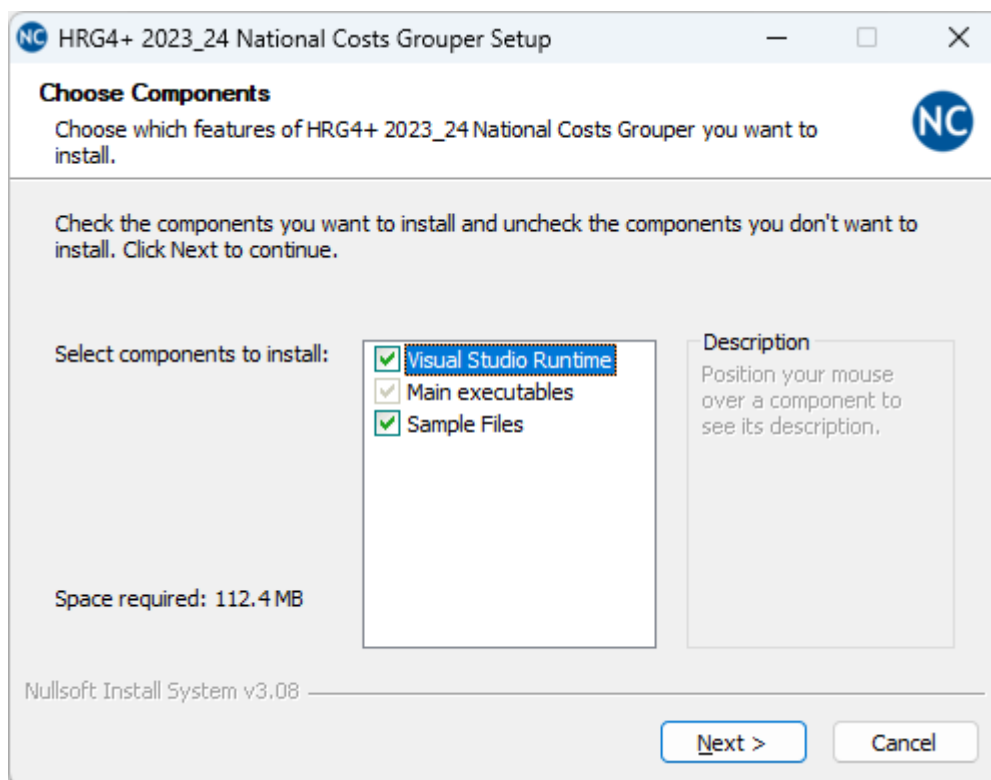 NC HRG4+ 2023_24 National Costs Grouper Setup
Choose Components
NC
Choose which features of HRG4+ 2023_24 National Costs Grouper you want to
install.
Check the components you want to install and uncheck the components you don't want to
install. Click Next to continue.
Select components to install:
Visual Studio Runtime
Main executables
Sample Files
Description
Position your mouse
over a component to
see its description.
Space required: 112.4 MB
Nullsoft Install System v3.08
Next >
Cancel